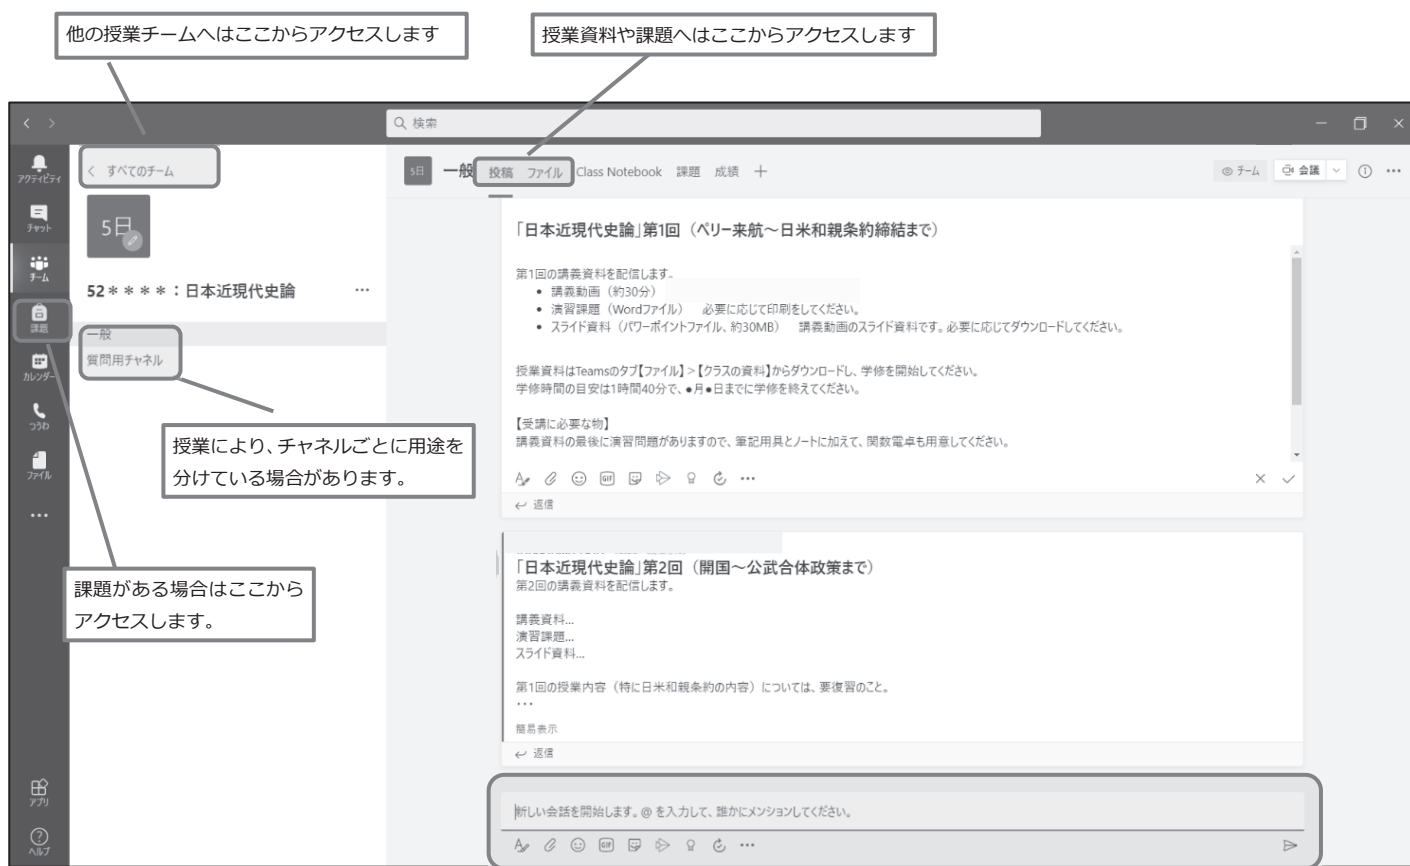 他の授業チームへはここからアクセスします
授業資料や課題へはここからアクセスします
検索
アクティビティ
チャット
チーム
課題
カレンダー
つうわ
ファイル
アプリ
ヘルプ
すべてのチーム
5日
52＊＊＊＊：日本近現代史論
一般
質問用チャネル
授業により、チャネルごとに用途を
分けている場合があります。
課題がある場合はここから
アクセスします。
5日 一般 投稿 ファイル Class Notebook 課題 成績 ＋
チーム 会議
「日本近現代史論」第1回（ペリー来航～日米和親条約締結まで）
第1回の講義資料を配信します。
• 講義動画（約30分）
• 演習課題（Wordファイル） 必要に応じて印刷をしてください。
• スライド資料（パワーポイントファイル、約30MB） 講義動画のスライド資料です。必要に応じてダウンロードしてください。
授業資料はTeamsのタブ【ファイル】>【クラスの資料】からダウンロードし、学修を開始してください。
学修時間の目安は1時間40分で、●月●日までに学修を終えてください。
【受講に必要な物】
講義資料の最後に演習問題がありますので、筆記用具とノートに加えて、関数電卓も用意してください。
GIF
返信
「日本近現代史論」第2回（開国～公武合体政策まで）
第2回の講義資料を配信します。
講義資料...
演習課題...
スライド資料...
第1回の授業内容（特に日米和親条約の内容）については、要復習のこと。
・・・
簡易表示
返信
新しい会話を開始します。@ を入力して、誰かにメンションしてください。
GIF